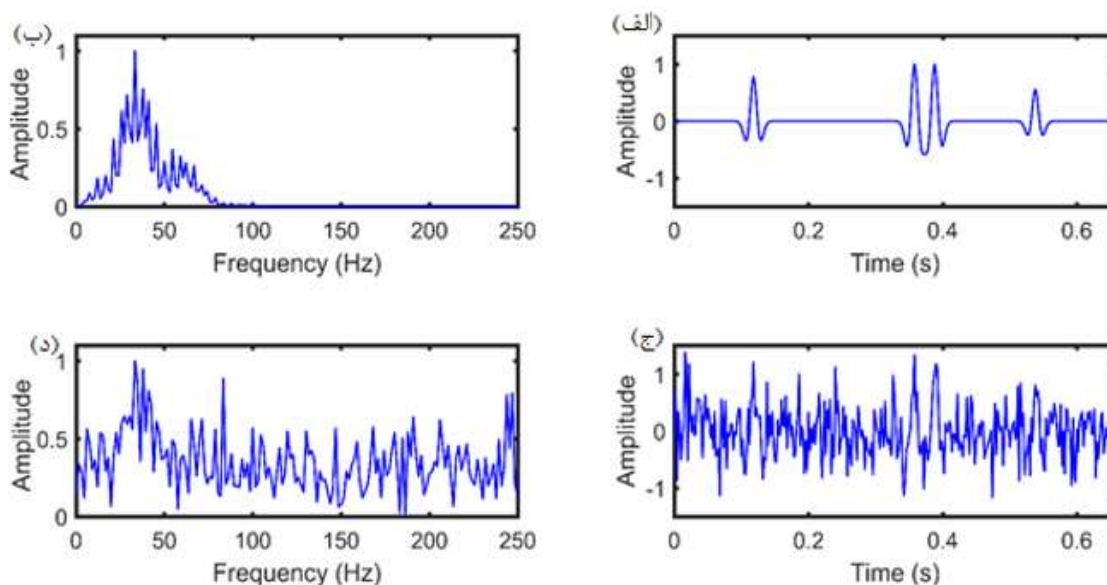 (الف)
1
0
-1
Amplitude
0 0.2 0.4 0.6
Time (s)
(ب)
1
0.5
0
Amplitude
0 50 100 150 200 250
Frequency (Hz)
(ج)
1
0
-1
Amplitude
0 0.2 0.4 0.6
Time (s)
(د)
1
0.5
0
Amplitude
0 50 100 150 200 250
Frequency (Hz)